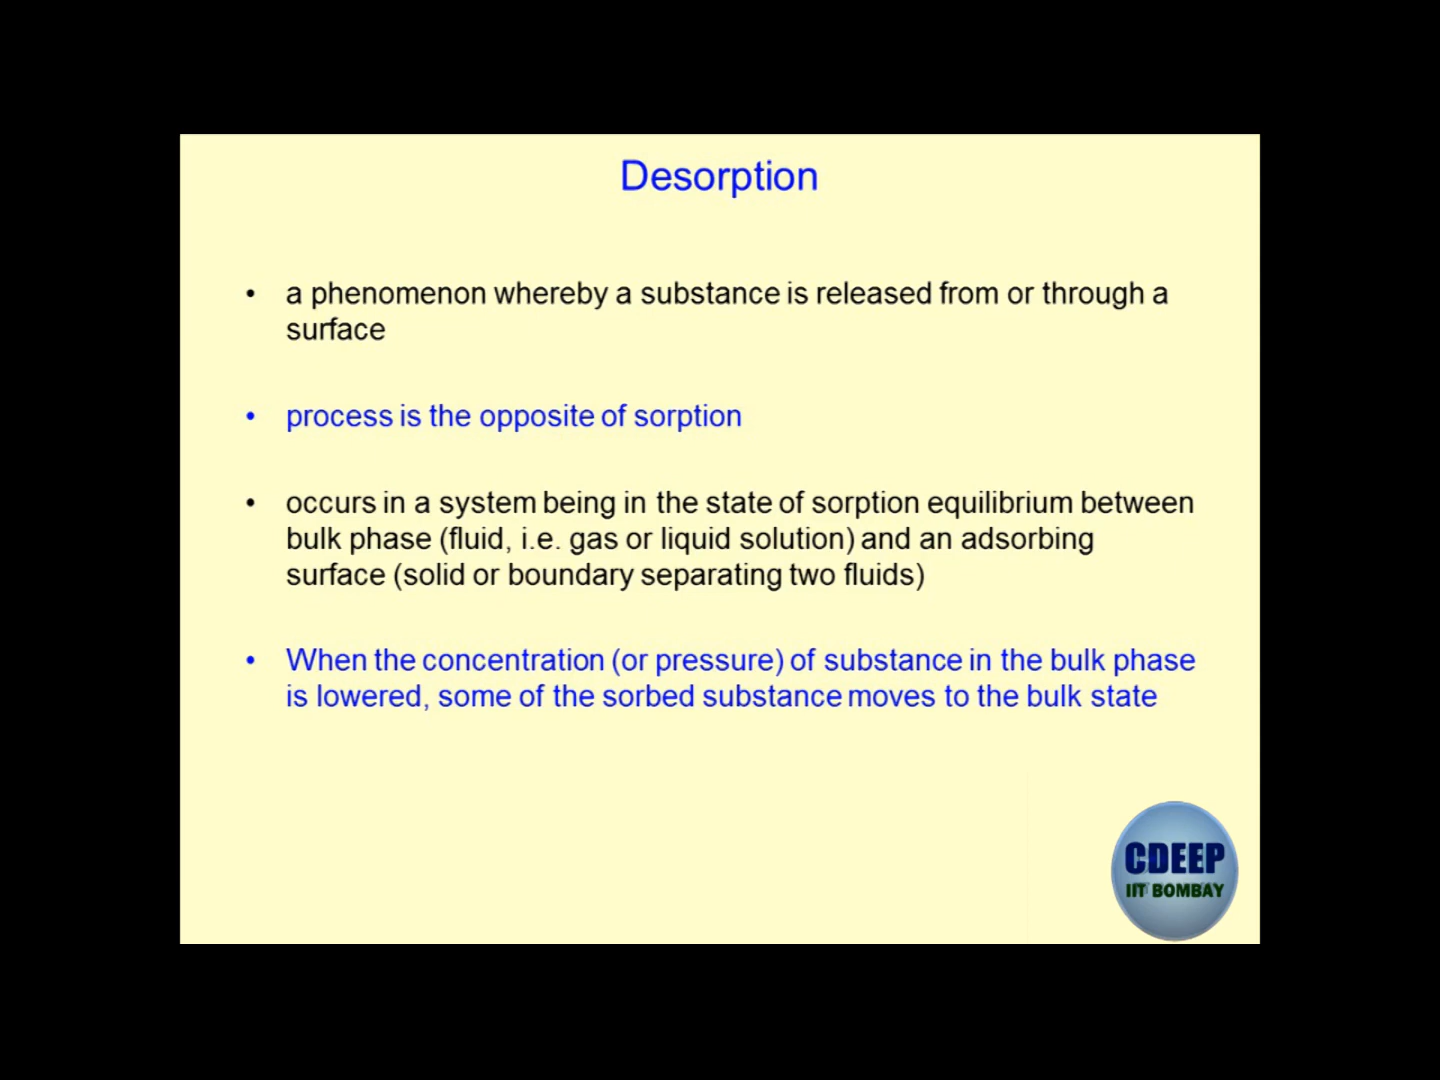 Desorption
• a phenomenon whereby a substance is released from or through a
surface
• process is the opposite of sorption
• occurs in a system being in the state of sorption equilibrium between
bulk phase (fluid, i.e. gas or liquid solution) and an adsorbing
surface (solid or boundary separating two fluids)
• When the concentration (or pressure) of substance in the bulk phase
is lowered, some of the sorbed substance moves to the bulk state
CDEEP
IIT BOMBAY